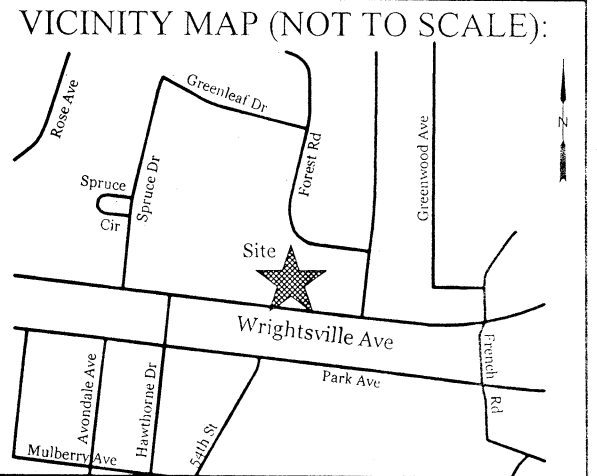 VICINITY MAP (NOT TO SCALE):
Rose Ave
Greenleaf Dr
Spruce Dr
Forest Rd
Greenwood Ave
N
Spruce
Cir
Site
Wrightsville Ave
French
Rd
Park Ave
Avondale Ave
Hawthorne Dr
54th St
Mulberry Ave